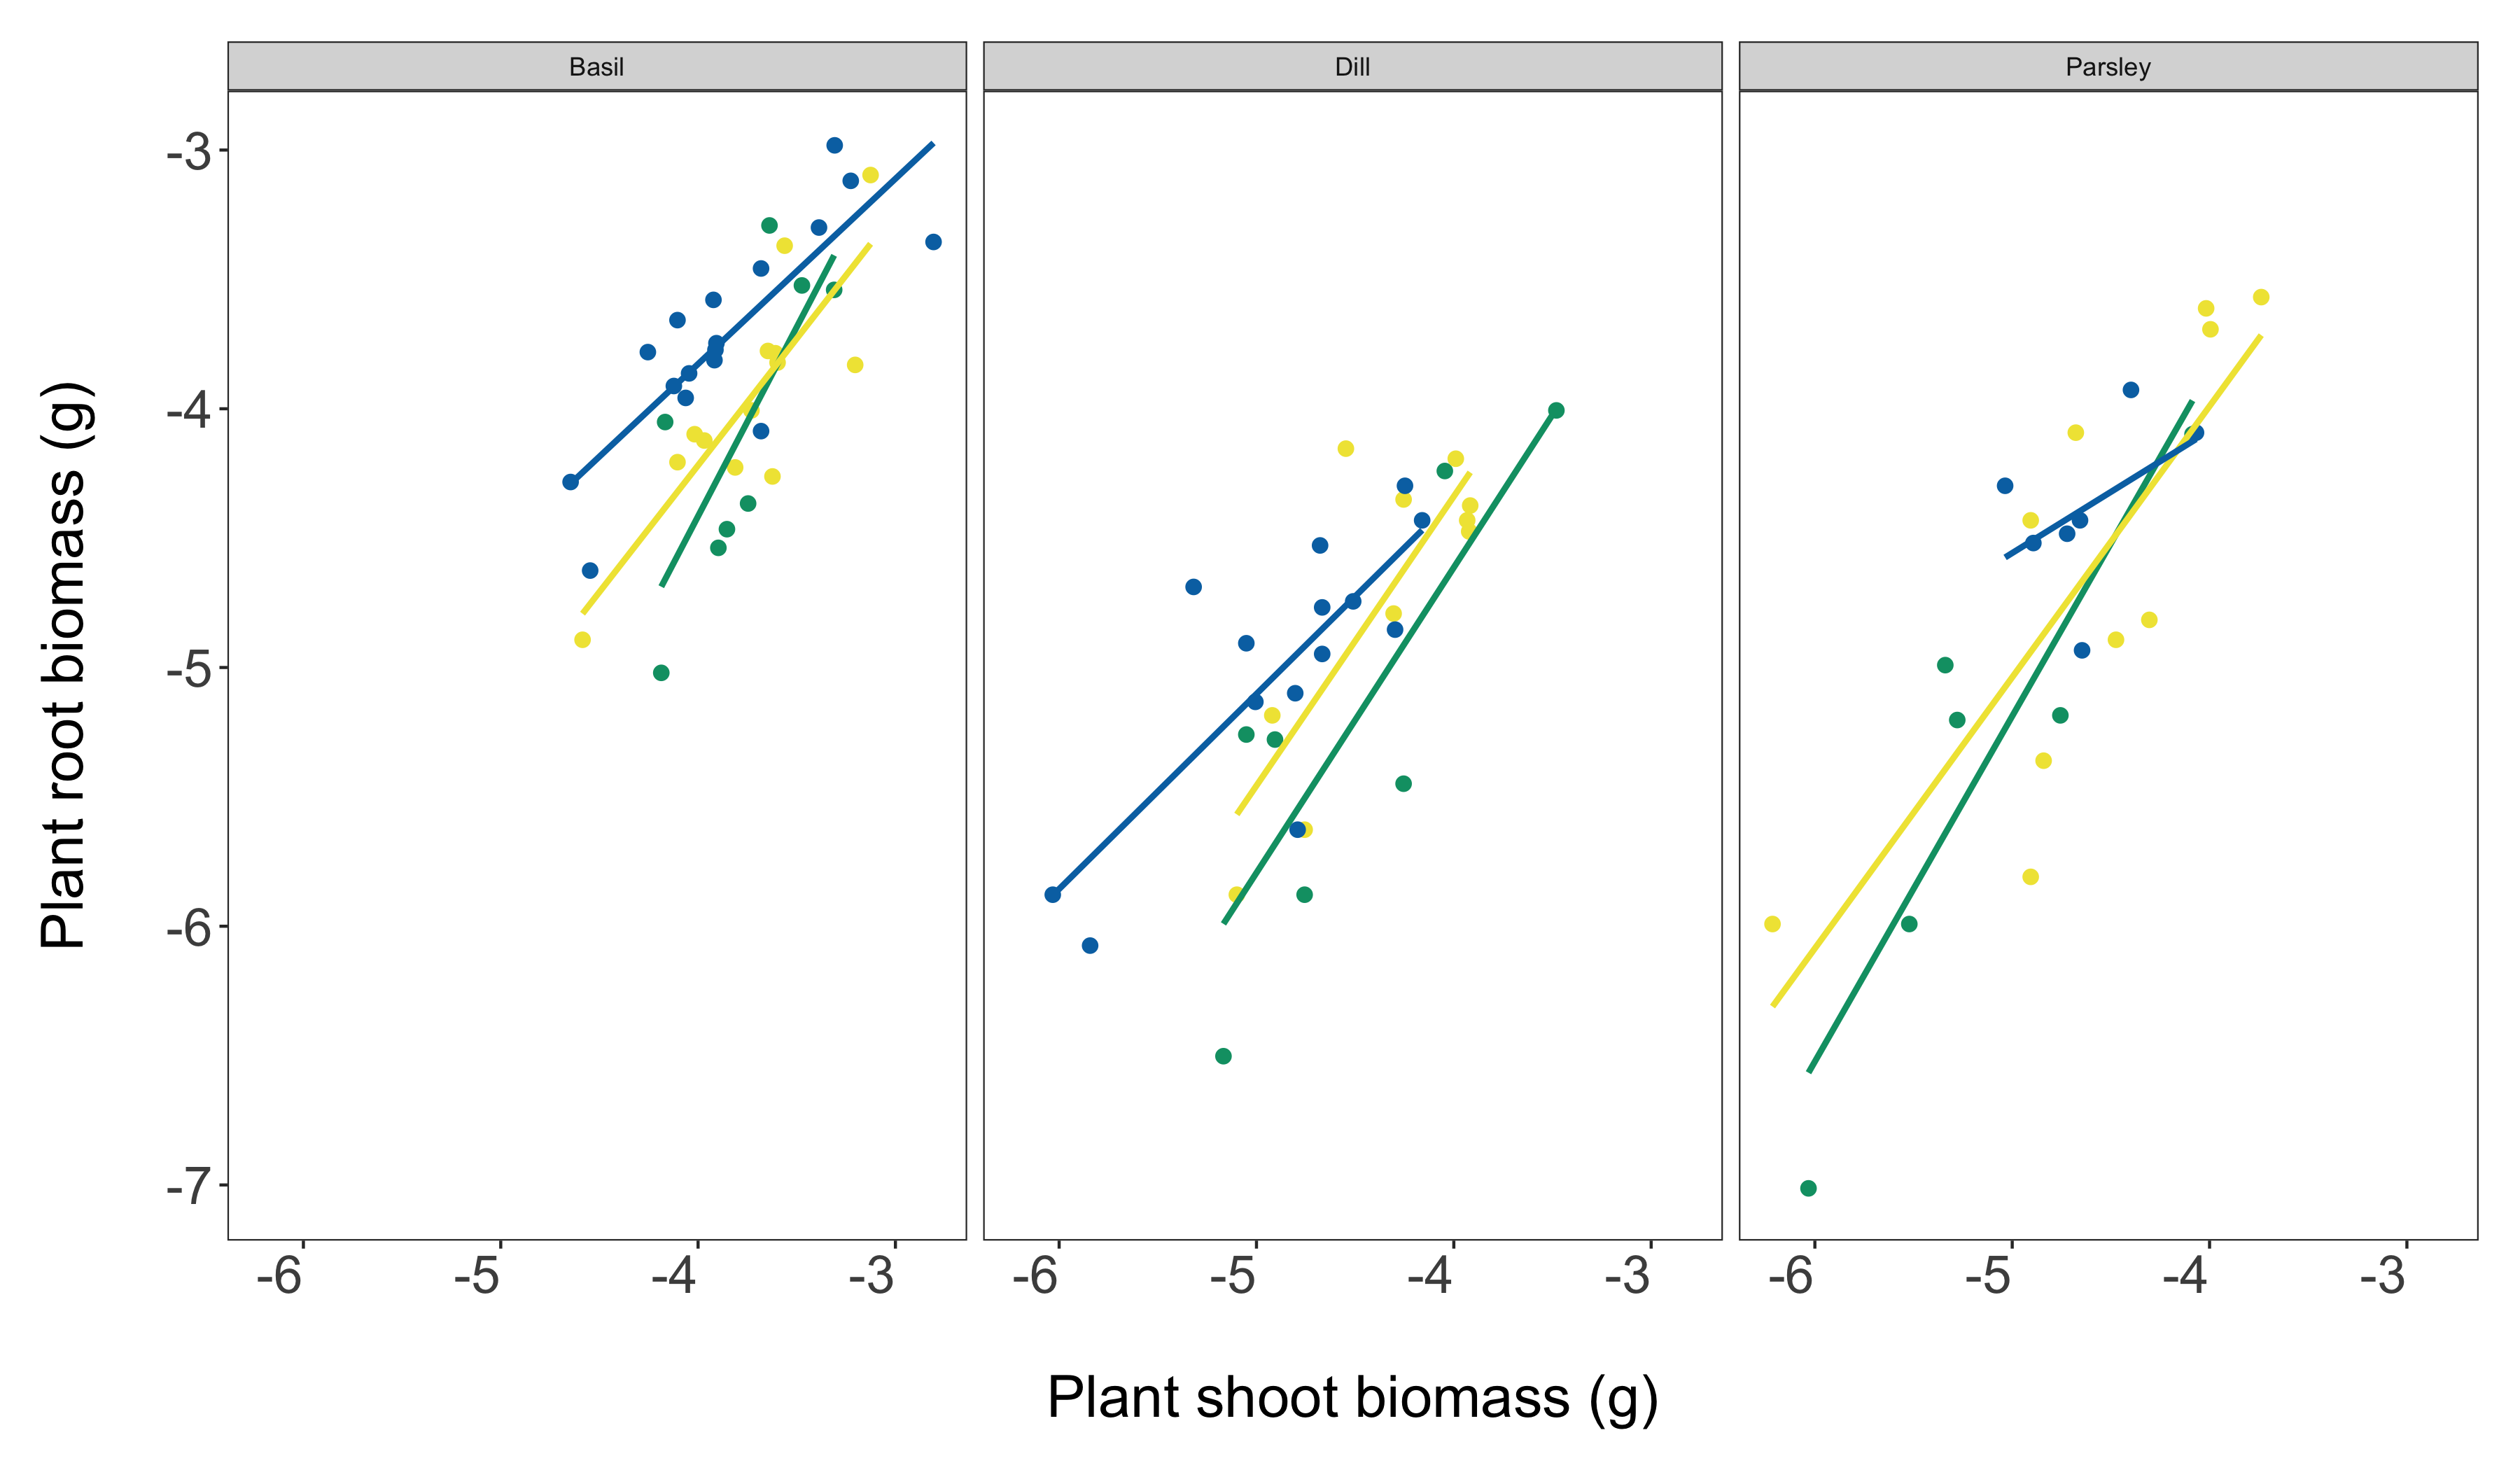 Basil Dill Parsley
Plant root biomass (g)
-3
-4
-5
-6
-7
-6 -5 -4 -3 -6 -5 -4 -3 -6 -5 -4 -3
Plant shoot biomass (g)